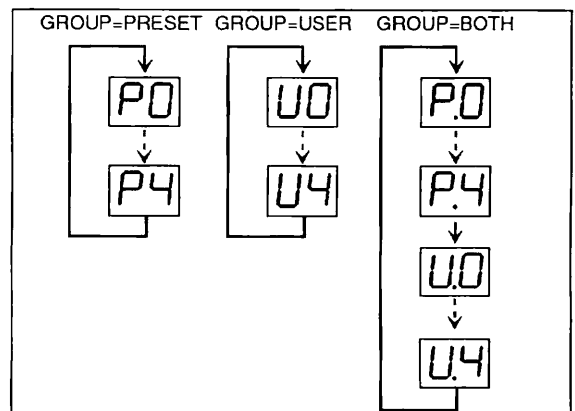 GROUP=PRESET GROUP=USER GROUP=BOTH
P0 U0 P.0
P4 U4 P.4
U.0
U.4